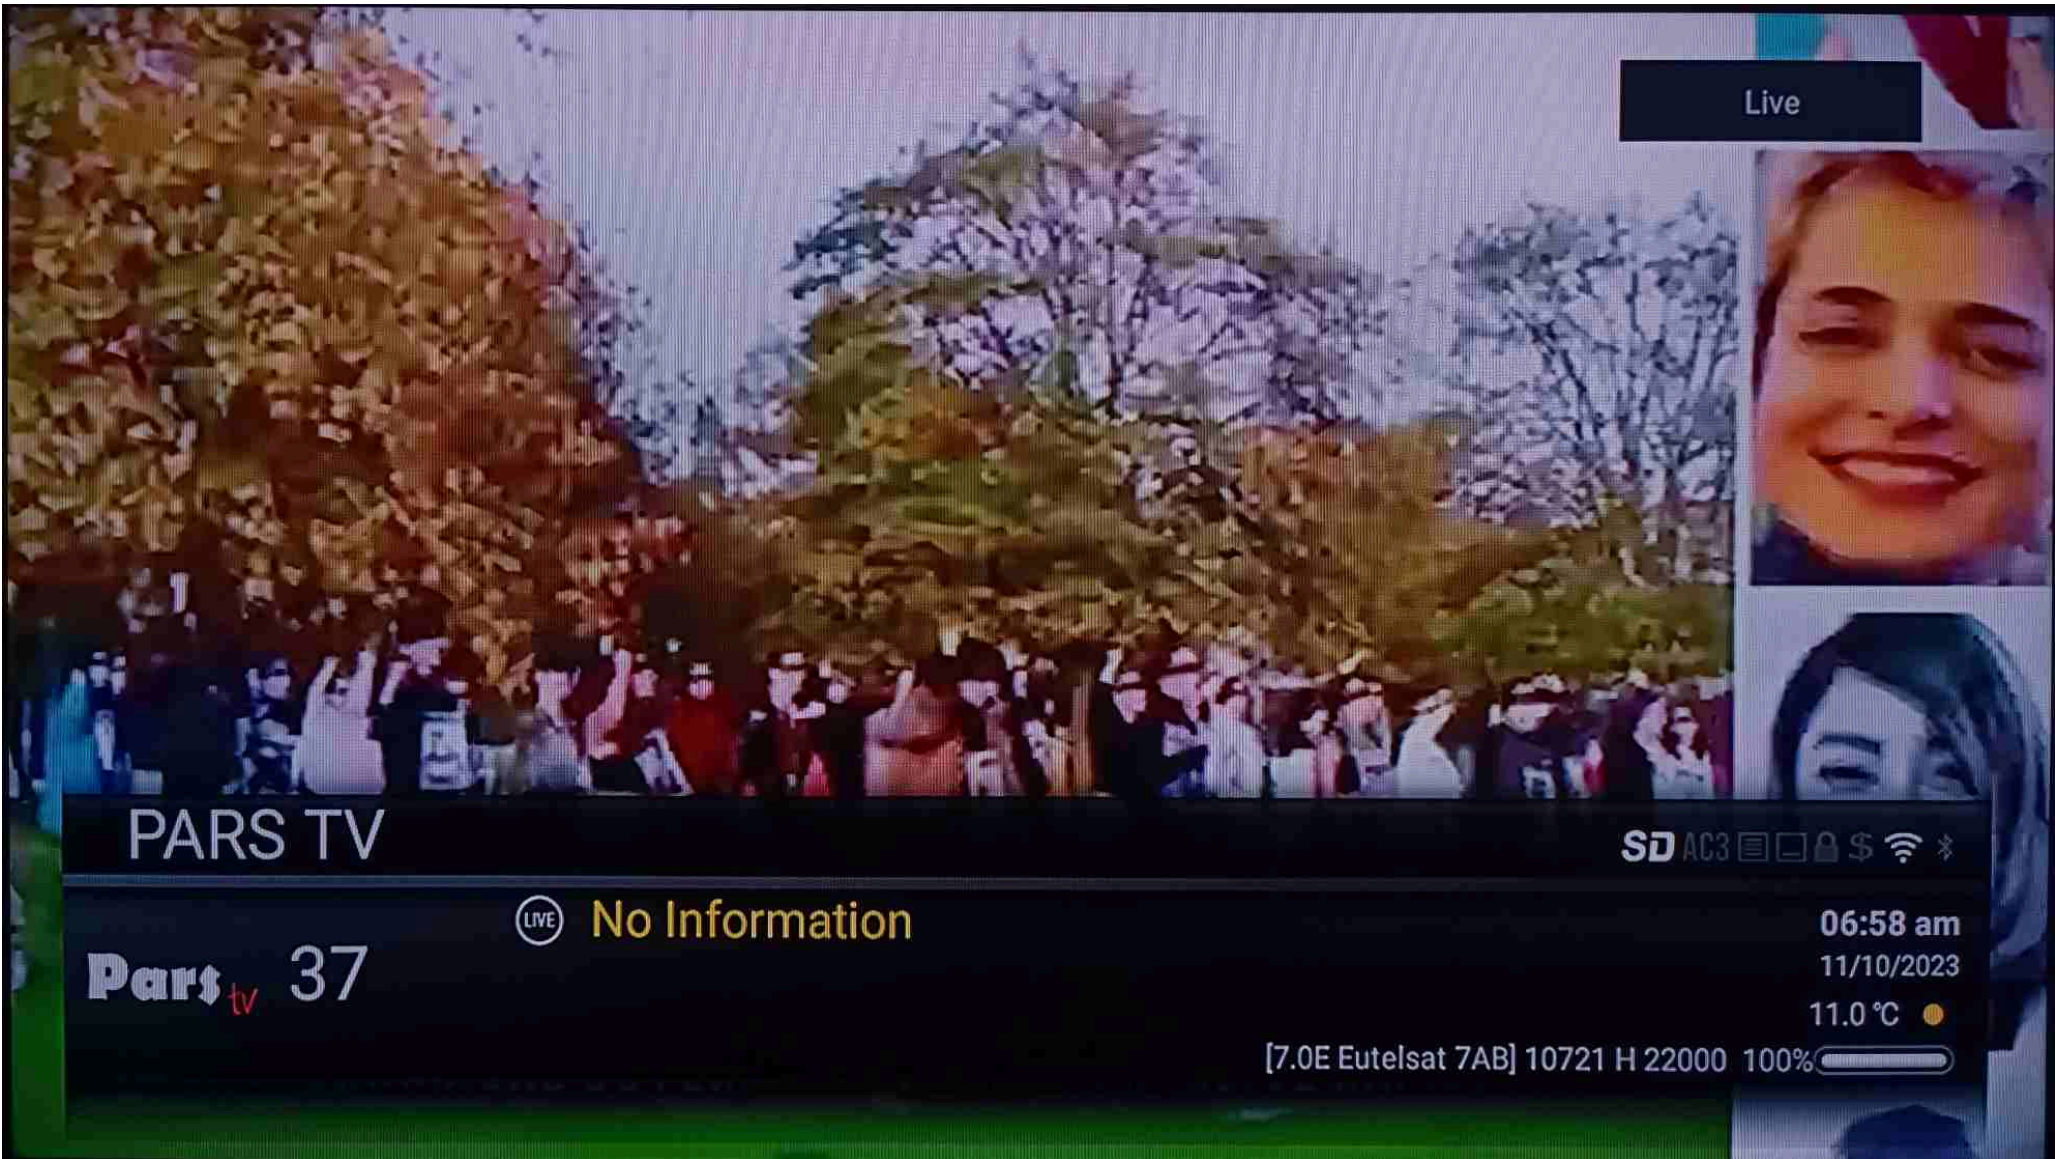 Live
PARS TV
SD AC3 $
LIVE No Information
06:58 am
Pars tv 37
11/10/2023
11.0 °C
[7.0E Eutelsat 7AB] 10721 H 22000 100%